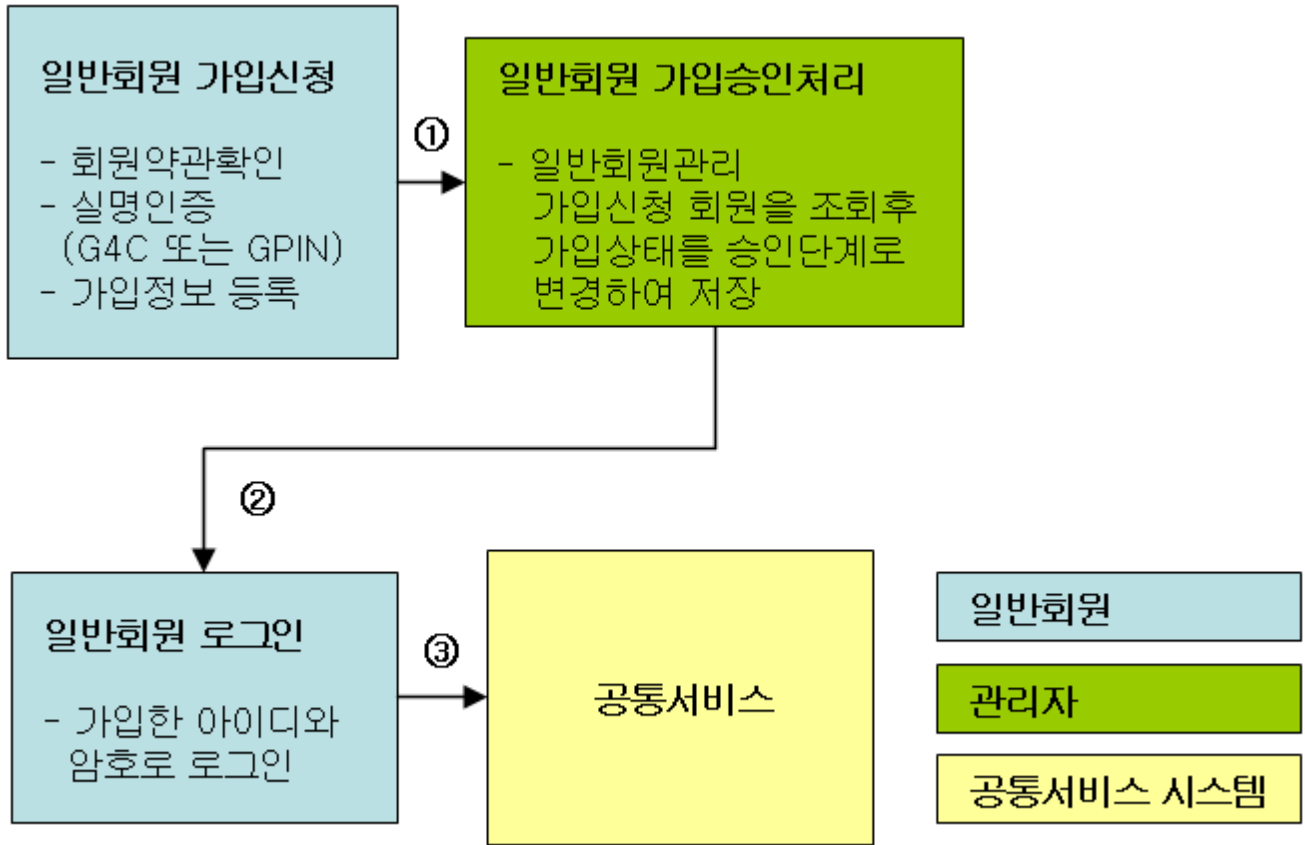 일반회원 가입신청
- 회원약관확인
- 실명인증
(G4C 또는 GPIN)
- 가입정보 등록
①
일반회원 가입승인처리
- 일반회원관리
가입신청 회원을 조회후
가입상태를 승인단계로
변경하여 저장
②
일반회원 로그인
- 가입한 아이디와
암호로 로그인
③
공통서비스
일반회원
관리자
공통서비스 시스템